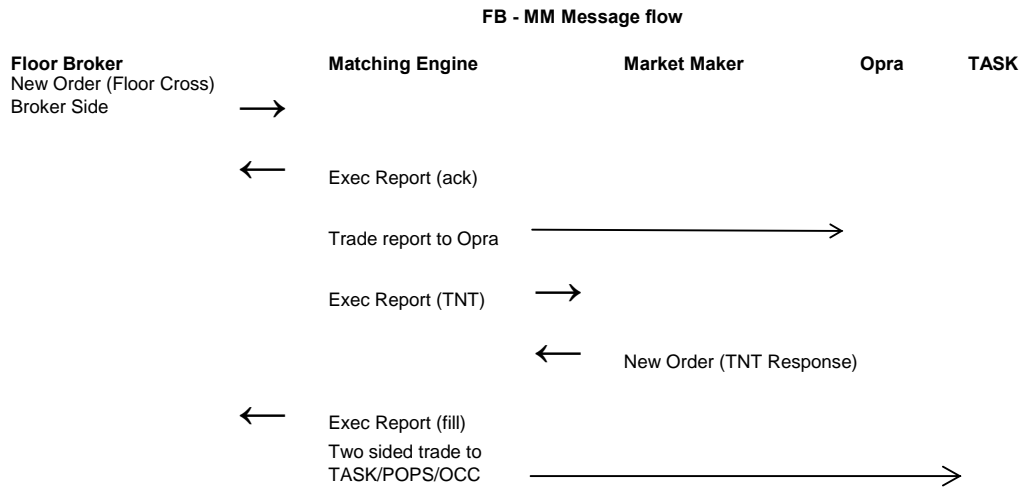 FB - MM Message flow
Floor Broker Matching Engine Market Maker Opra TASK
New Order (Floor Cross)
Broker Side
Exec Report (ack)
Trade report to Opra
Exec Report (TNT)
New Order (TNT Response)
Exec Report (fill)
Two sided trade to
TASK/POPS/OCC